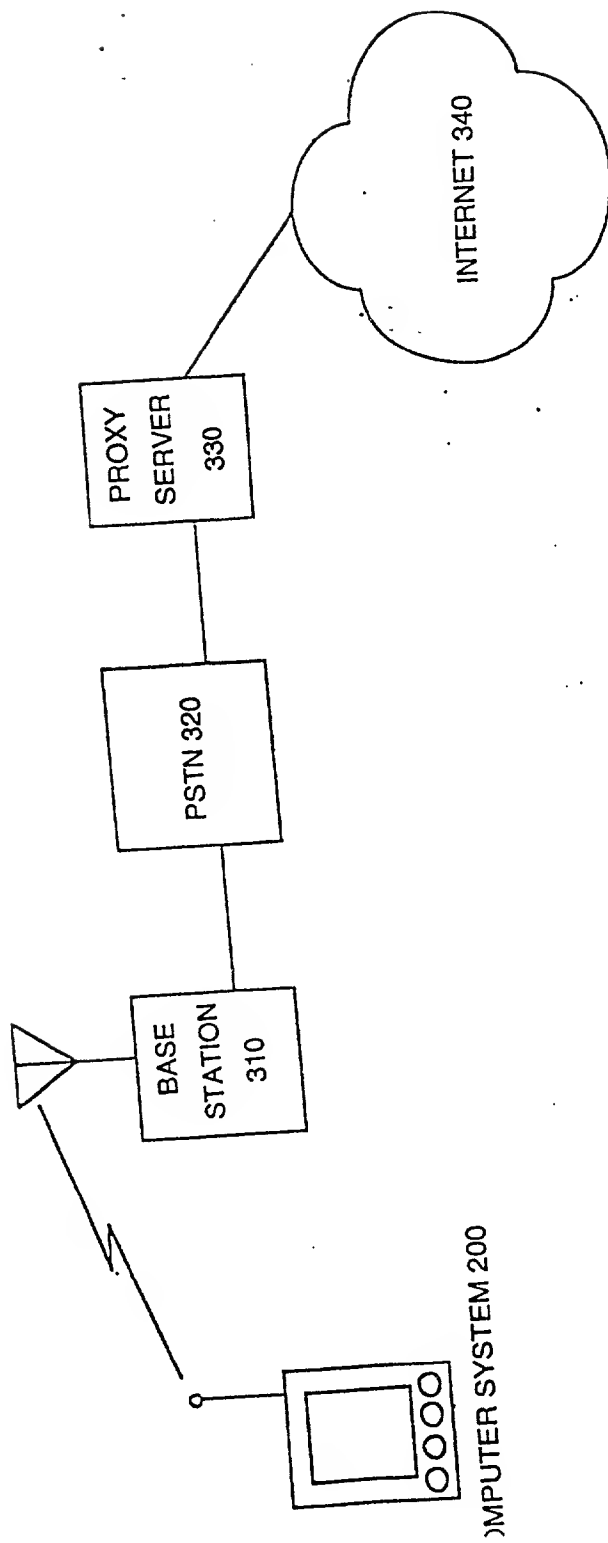 PROXY
SERVER
330
INTERNET 340
PSTN 320
BASE
STATION
310
)MPUTER SYSTEM 200